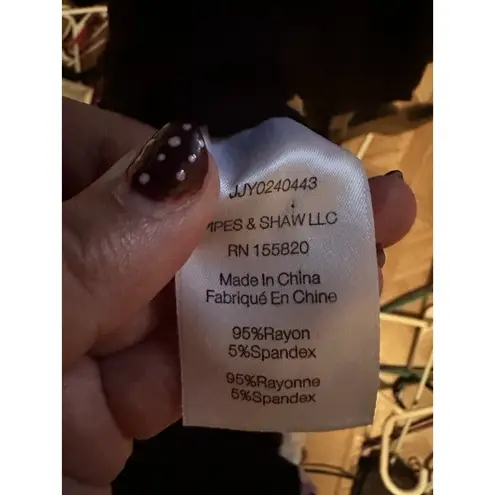 JJY0240443
& SHAW LLC
RN 155820
Made In China
Fabriqué En Chine
95%Rayon
5%Spandex
95%Rayonne
5%Spandex